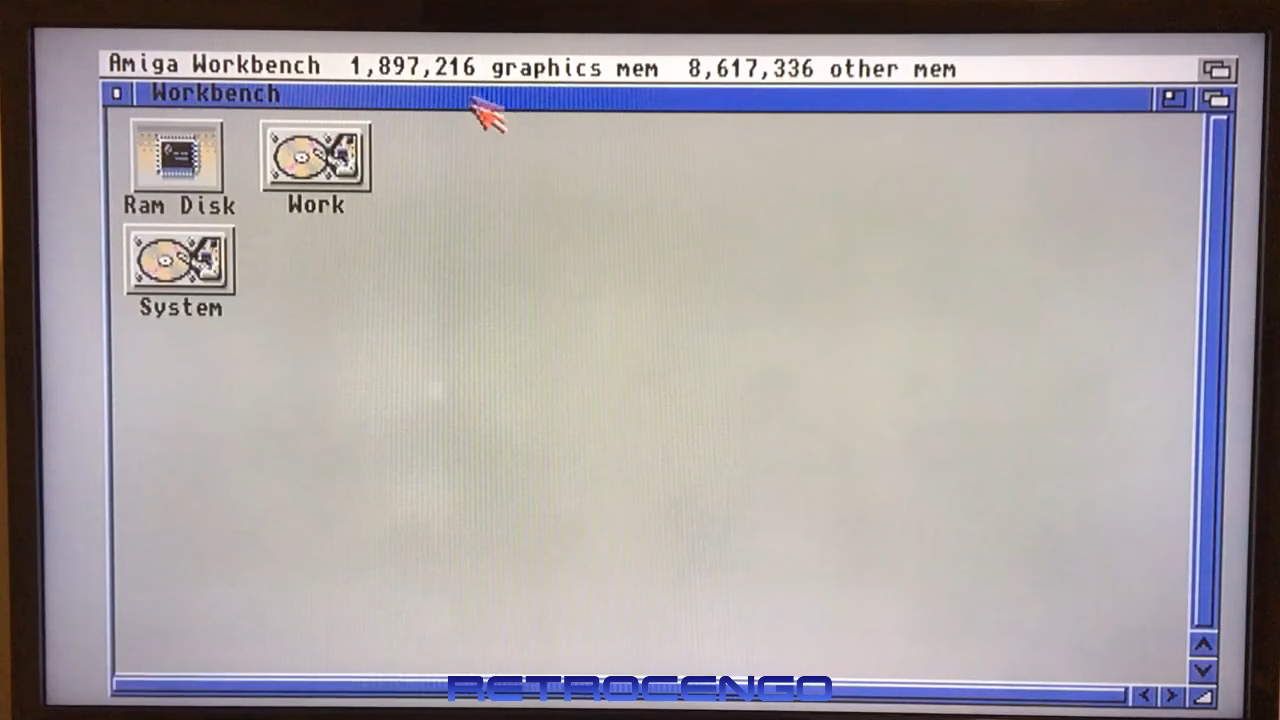 Amiga Workbench 1,897,216 graphics mem 8,617,336 other mem
Workbench
Ram Disk
Work
System
RETROCENGO